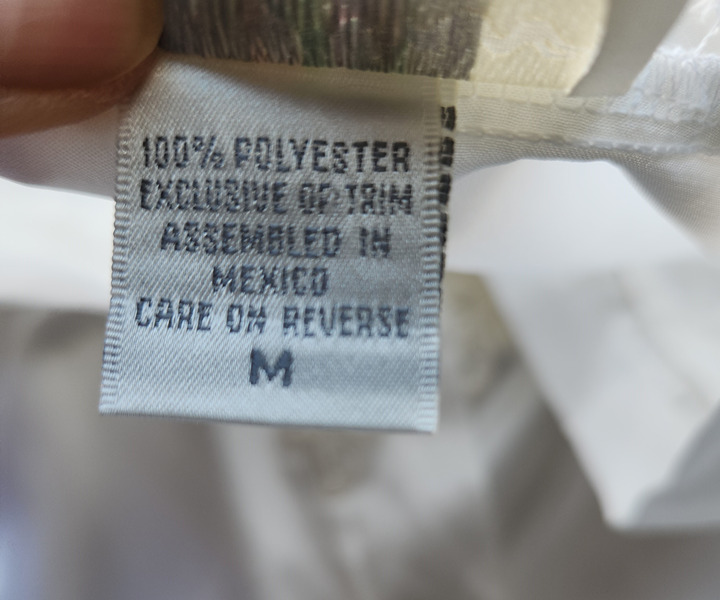 100% POLYESTER
EXCLUSIVE OF TRIM
ASSEMBLED IN
MEXICO
CARE ON REVERSE
M